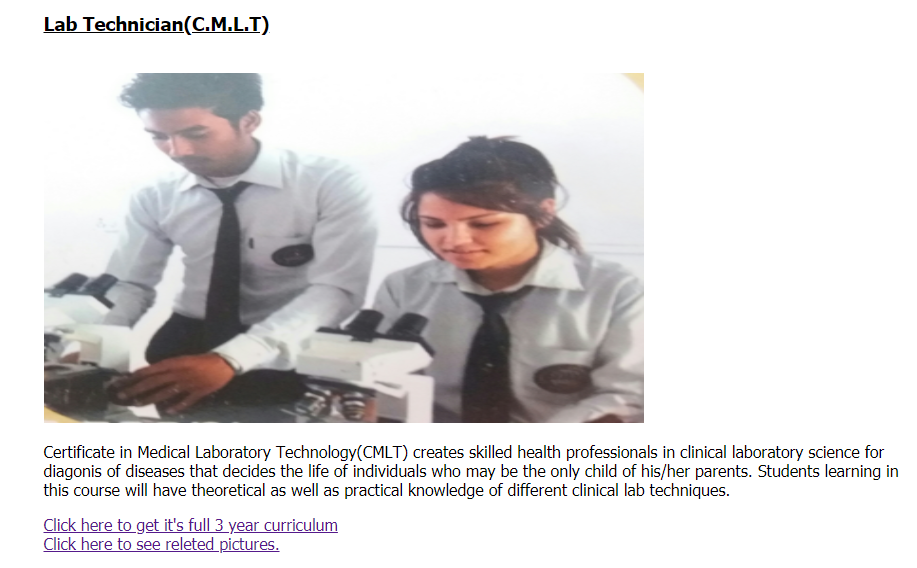 Lab Technician(C.M.L.T)
Certificate in Medical Laboratory Technology(CMLT) creates skilled health professionals in clinical laboratory science for
diagonis of diseases that decides the life of individuals who may be the only child of his/her parents. Students learning in
this course will have theoretical as well as practical knowledge of different clinical lab techniques.
Click here to get it's full 3 year curriculum
Click here to see releted pictures.